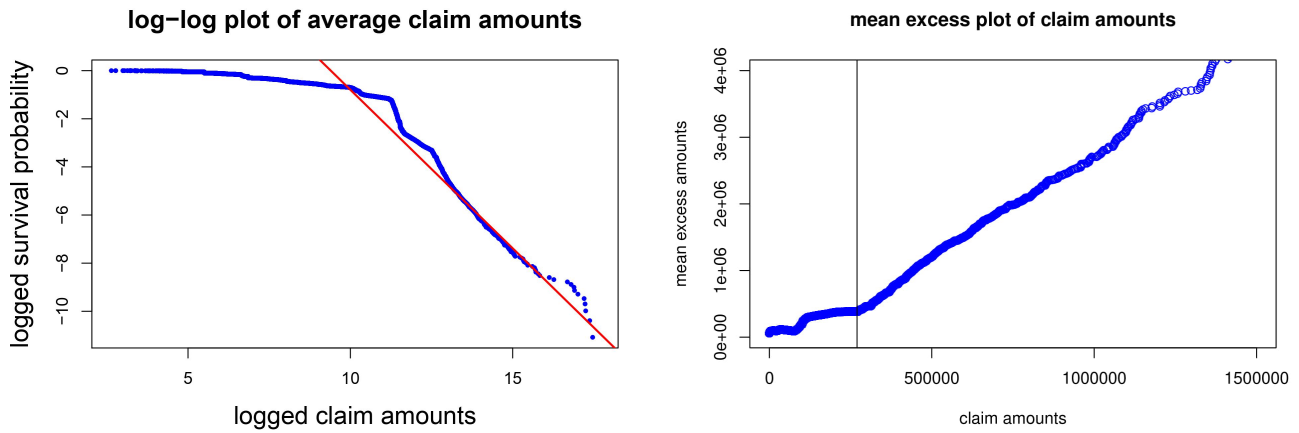 log−log plot of average claim amounts
logged survival probability
0
−2
−4
−6
−8
−10
5
10
15
logged claim amounts
mean excess plot of claim amounts
mean excess amounts
4e+06
3e+06
2e+06
1e+06
0e+00
0
500000
1000000
1500000
claim amounts